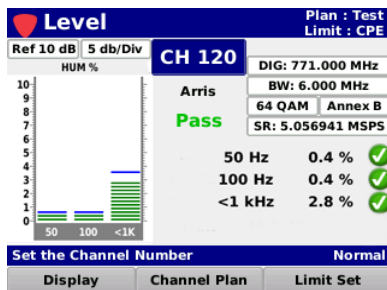 Level
Plan : Test
Limit : CPE
Ref 10 dB
5 db/Div
CH 120
HUM %
DIG: 771.000 MHz
Arris
BW: 6.000 MHz
64 QAM
Annex B
Pass
SR: 5.056941 MSPS
10
9
8
7
6
5
4
3
2
1
0
50
100
<1K
50 Hz 0.4 %
100 Hz 0.4 %
<1 kHz 2.8 %
Set the Channel Number
Normal
Display
Channel Plan
Limit Set